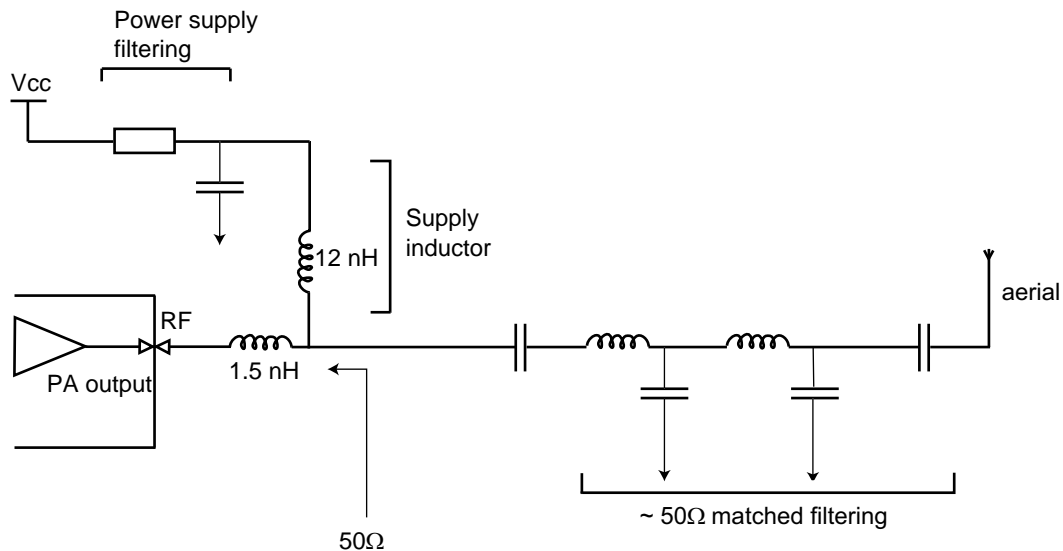 Power supply
filtering
Vcc
Supply
inductor
12 nH
aerial
RF
PA output
1.5 nH
50Ω
~ 50Ω matched filtering